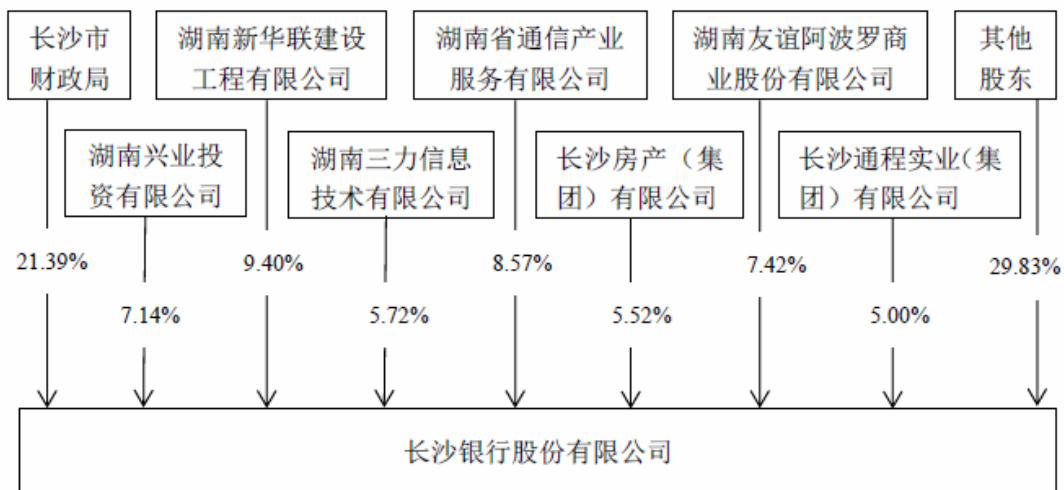 长沙市
财政局
湖南新华联建设
工程有限公司
湖南省通信产业
服务有限公司
湖南友谊阿波罗商
业股份有限公司
其他
股东
湖南兴业投
资有限公司
湖南三力信息
技术有限公司
长沙房产（集
团）有限公司
长沙通程实业（集
团）有限公司
21.39%
9.40%
8.57%
7.42%
29.83%
7.14%
5.72%
5.52%
5.00%
长沙银行股份有限公司